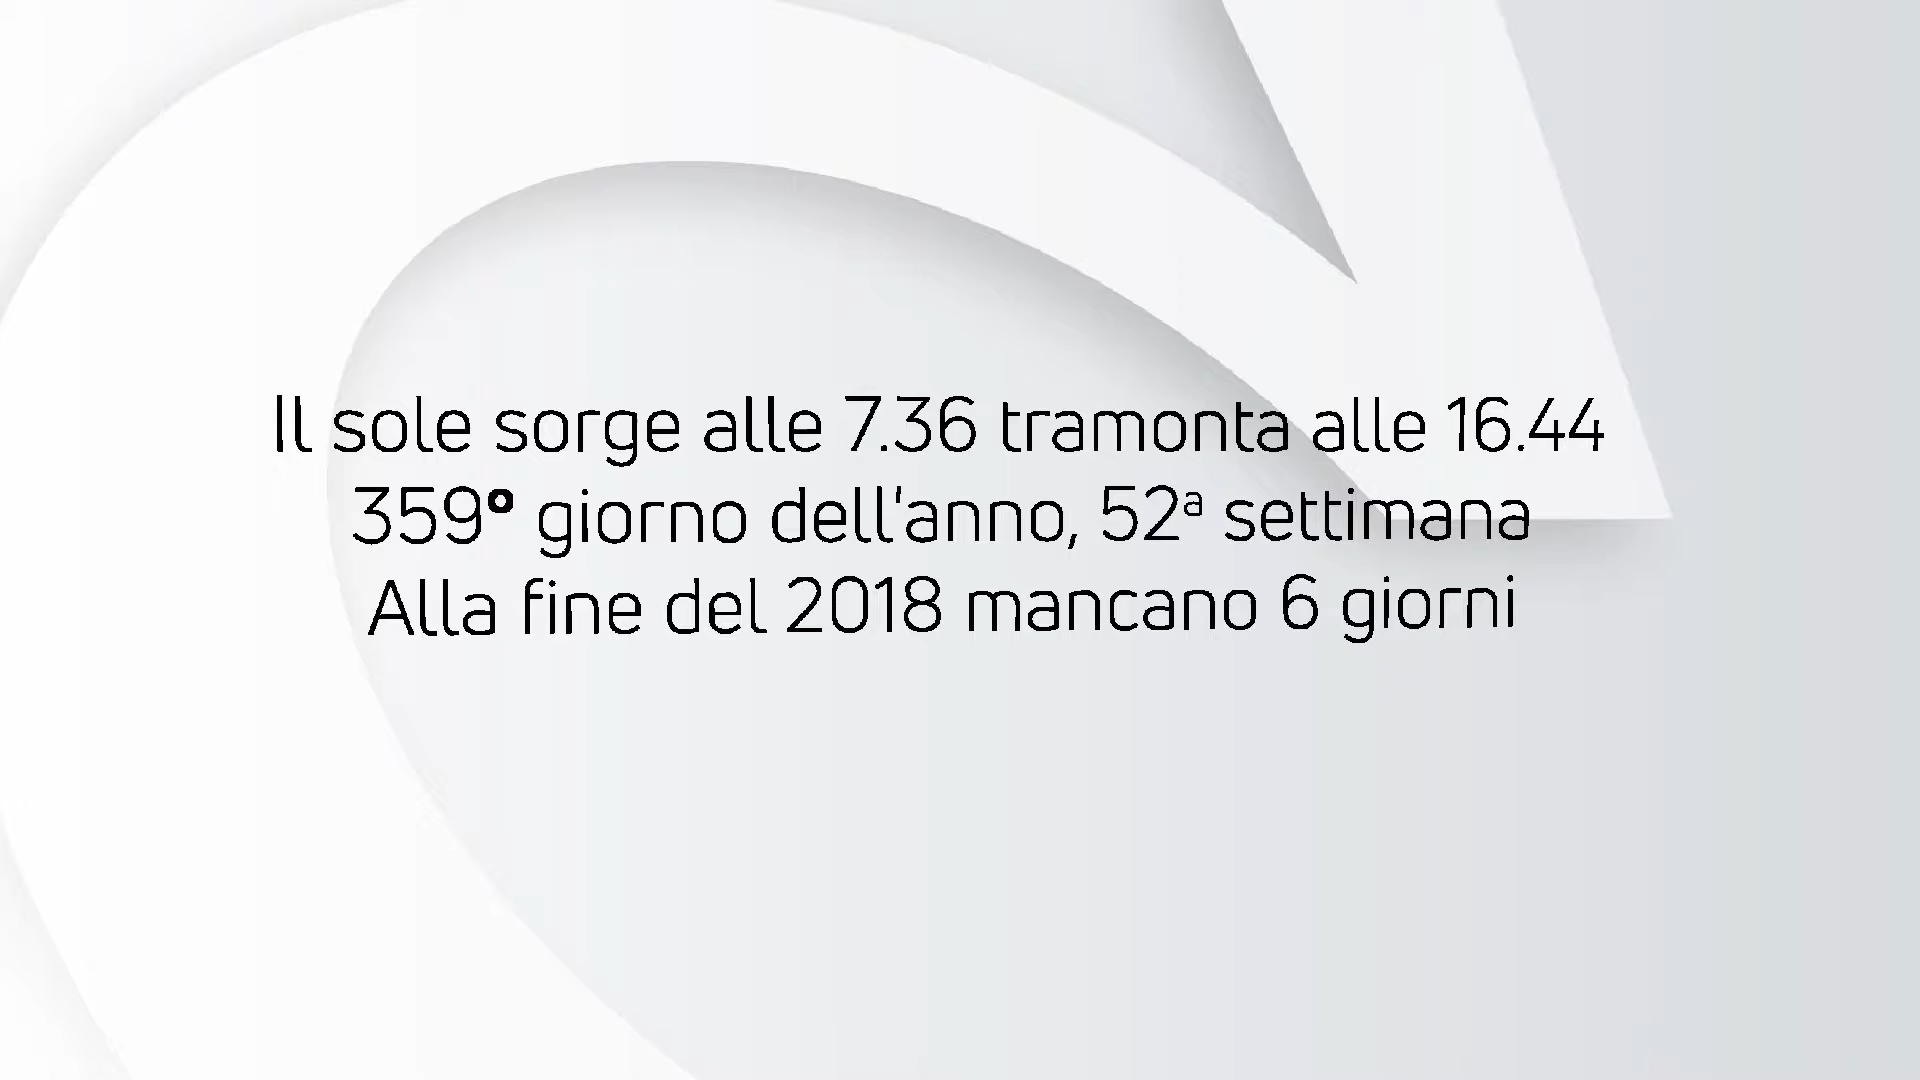 Il sole sorge alle 7.36 tramonta alle 16.44
359° giorno dell'anno, 52ª settimana
Alla fine del 2018 mancano 6 giorni